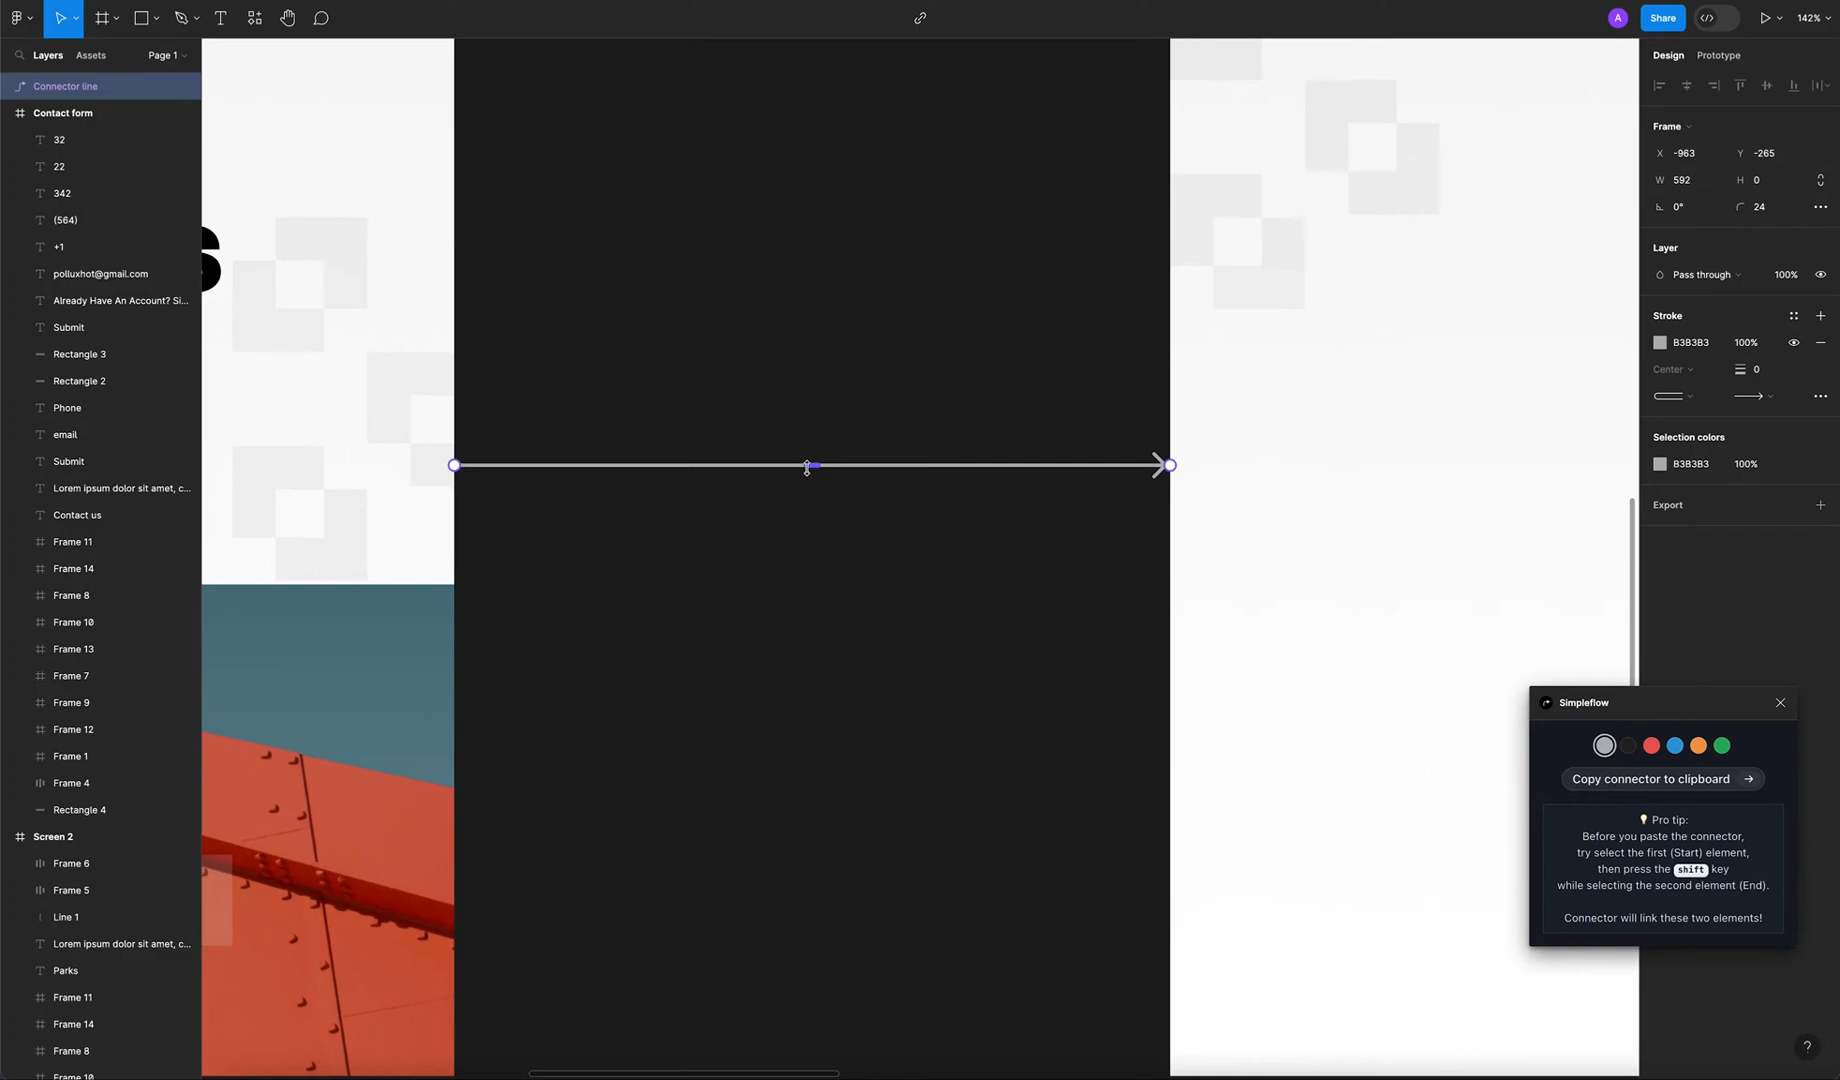 A
Share
142%
Layers
Assets
Page 1
Connector line
Contact form
32
22
342
(564)
+1
polluxhot@gmail.com
Already Have An Account? Si...
Submit
Rectangle 3
Rectangle 2
Phone
email
Submit
Lorem ipsum dolor sit amet, c...
Contact us
Frame 11
Frame 14
Frame 8
Frame 10
Frame 13
Frame 7
Frame 9
Frame 12
Frame 1
Frame 4
Rectangle 4
Screen 2
Frame 6
Frame 5
Line 1
Lorem ipsum dolor sit amet, c...
Parks
Frame 11
Frame 14
Frame 8
Frame 10
s
Design
Prototype
Frame
X -963
Y -265
W 592
H 0
0°
24
Layer
Pass through
100%
Stroke
B3B3B3
100%
Center
0
Selection colors
B3B3B3
100%
Export
Simpleflow
Copy connector to clipboard
Pro tip:
Before you paste the connector,
try select the first (Start) element,
then press the shift key
while selecting the second element (End).
Connector will link these two elements!
?